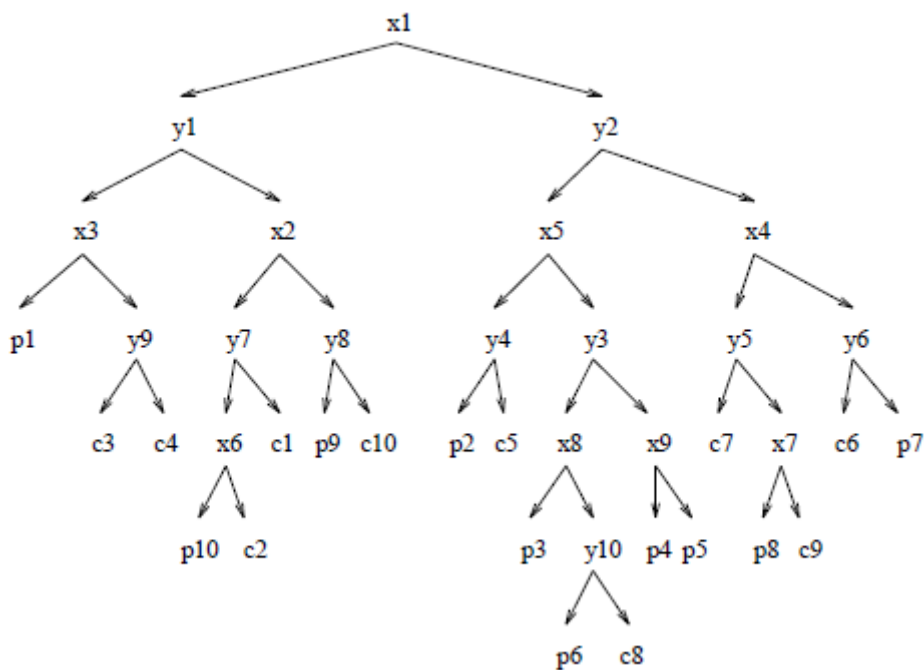 x1
y1 y2
x3 x2 x5 x4
p1 y9 y7 y8 y4 y3 y5 y6
c3 c4 x6 c1 p9 c10 p2 c5 x8 x9 c7 x7 c6 p7
p10 c2 p3 y10 p4 p5 p8 c9
p6 c8